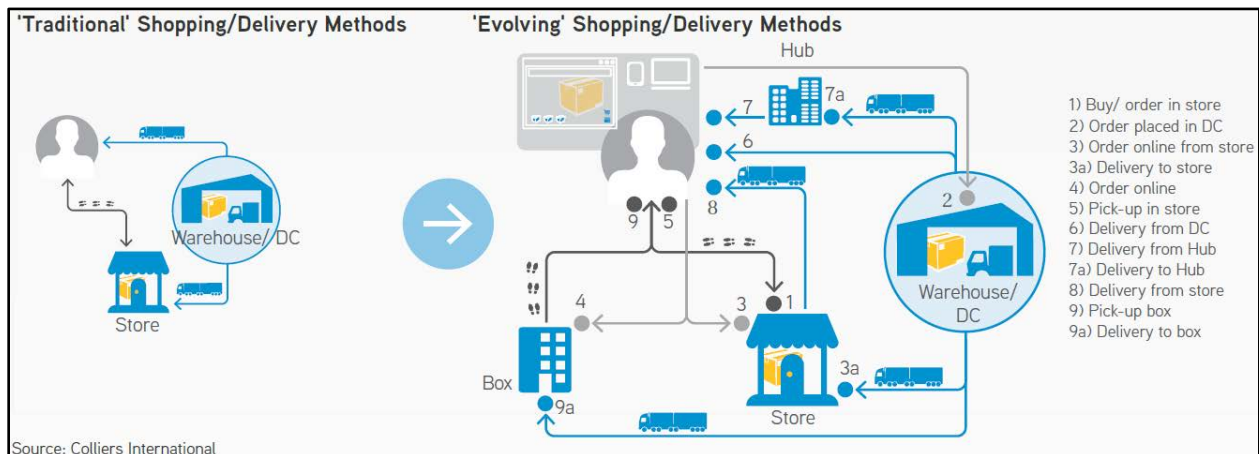 'Traditional' Shopping/Delivery Methods
Warehouse/ DC
Store
'Evolving' Shopping/Delivery Methods
Hub
7
7a
6
8
2
9
5
4
3
1
Warehouse/
DC
Box
9a
3a
Store
1) Buy/ order in store
2) Order placed in DC
3) Order online from store
3a) Delivery to store
4) Order online
5) Pick-up in store
6) Delivery from DC
7) Delivery from Hub
7a) Delivery to Hub
8) Delivery from store
9) Pick-up box
9a) Delivery to box
Source: Colliers International